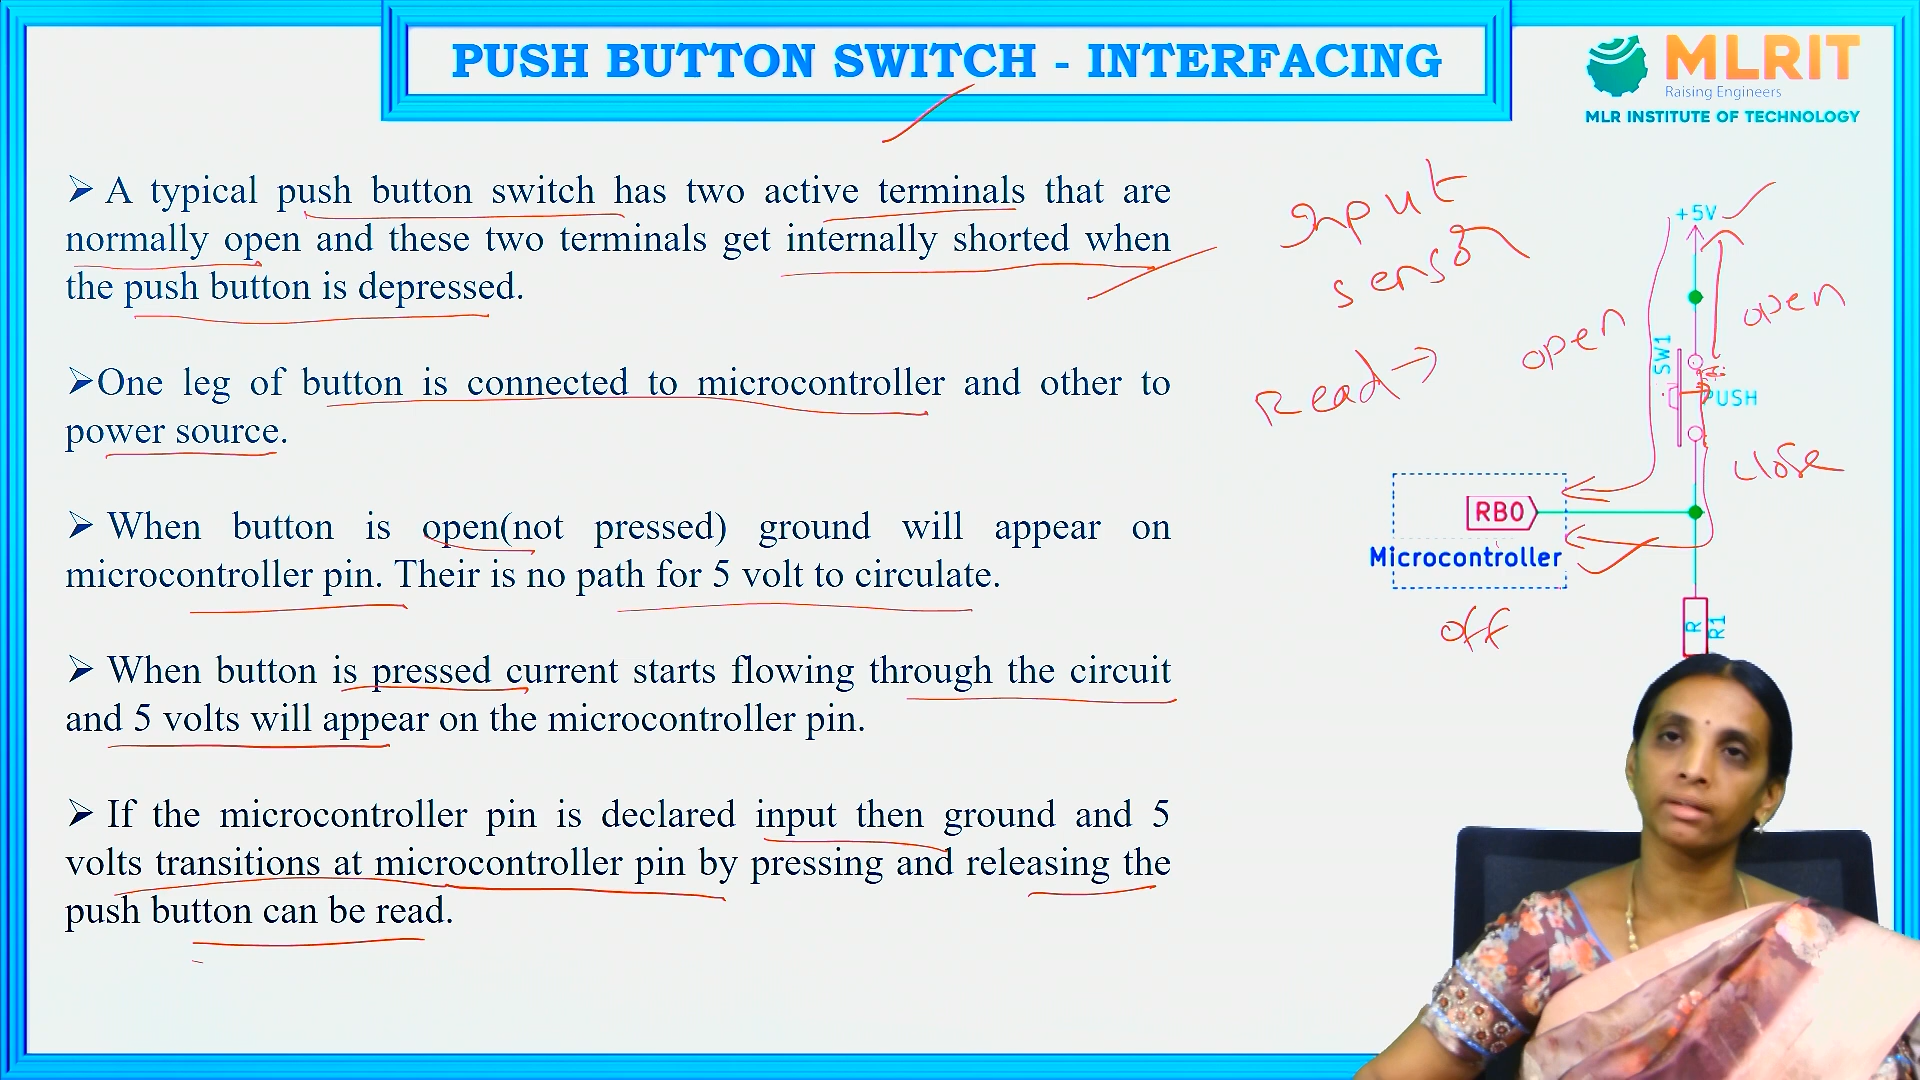 PUSH BUTTON SWITCH - INTERFACING
MLRIT
Raising Engineers
MLR INSTITUTE OF TECHNOLOGY
➢ A typical push button switch has two active terminals that are
normally open and these two terminals get internally shorted when
the push button is depressed.
➢One leg of button is connected to microcontroller and other to
power source.
➢ When button is open(not pressed) ground will appear on
microcontroller pin. Their is no path for 5 volt to circulate.
➢ When button is pressed current starts flowing through the circuit
and 5 volts will appear on the microcontroller pin.
➢ If the microcontroller pin is declared input then ground and 5
volts transitions at microcontroller pin by pressing and releasing the
push button can be read.
Input
sensor
Read →
open
+5V
open
SW1
PUSH
close
RB0
Microcontroller
off
R
R1